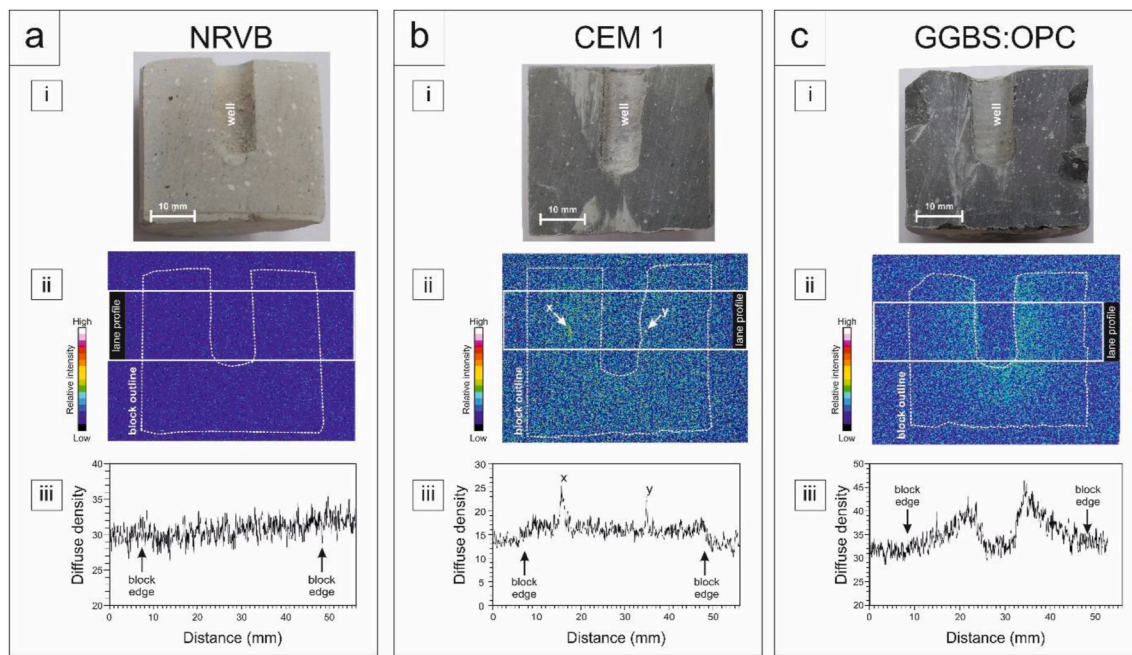 a
NRVB
i
well
10 mm
ii
High
Relative intensity
Low
lane profile
block outline
iii
Diffuse density
40
35
30
25
20
block
edge
block
edge
0 10 20 30 40 50
Distance (mm)
b
CEM 1
i
well
10 mm
ii
High
Relative intensity
Low
x
y
lane profile
block outline
iii
Diffuse density
30
25
20
15
10
5
0
x
y
block
edge
block
edge
0 10 20 30 40 50
Distance (mm)
c
GGBS:OPC
i
well
10 mm
ii
High
Relative intensity
Low
lane profile
block outline
iii
Diffuse density
50
45
40
35
30
25
20
block
edge
block
edge
0 10 20 30 40 50
Distance (mm)